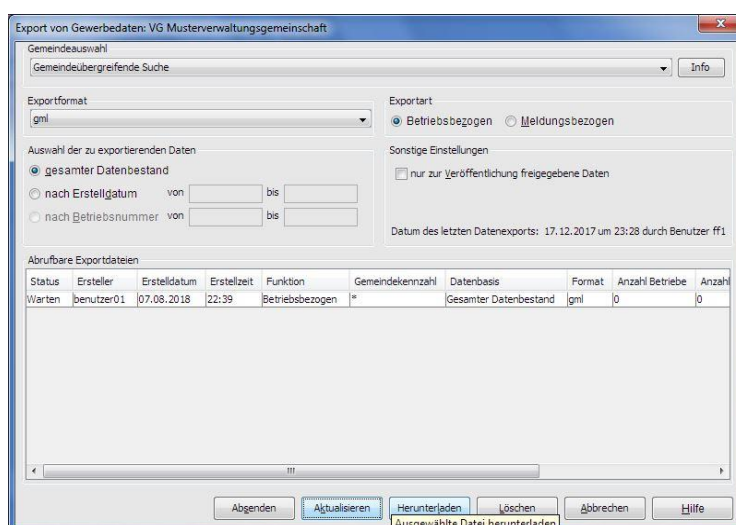 Export von Gewerbedaten: VG Musterverwaltungsgemeinschaft
Gemeindeauswahl
Gemeindeübergreifende Suche
Info
Exportformat
gml
Exportart
Betriebsbezogen Meldungsbezogen
Auswahl der zu exportierenden Daten
gesamter Datenbestand
nach Erstelldatum von bis
nach Betriebsnummer von bis
Sonstige Einstellungen
nur zur Veröffentlichung freigegebene Daten
Datum des letzten Datenexports: 17.12.2017 um 23:28 durch Benutzer ff1
Abrufbare Exportdateien
Status Ersteller Erstelldatum Erstellzeit Funktion Gemeindekennzahl Datenbasis Format Anzahl Betriebe Anzahl
Warten benutzer01 07.08.2018 22:39 Betriebsbezogen * Gesamter Datenbestand gml 0 0
Absenden Aktualisieren Herunterladen Löschen Abbrechen Hilfe
Ausgewählte Datei herunterladen